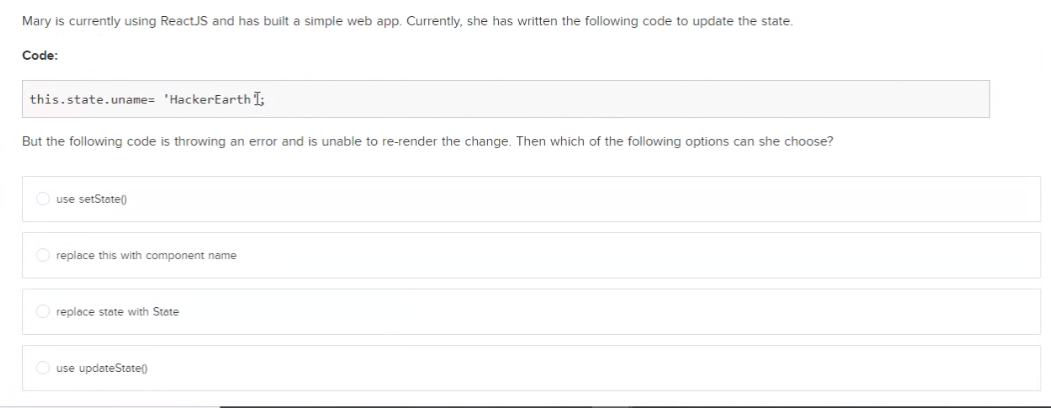 Mary is currently using ReactJS and has built a simple web app. Currently, she has written the following code to update the state.
Code:
this.state.uname= 'HackerEarth';
But the following code is throwing an error and is unable to re-render the change. Then which of the following options can she choose?
use setState()
replace this with component name
replace state with State
use updateState()